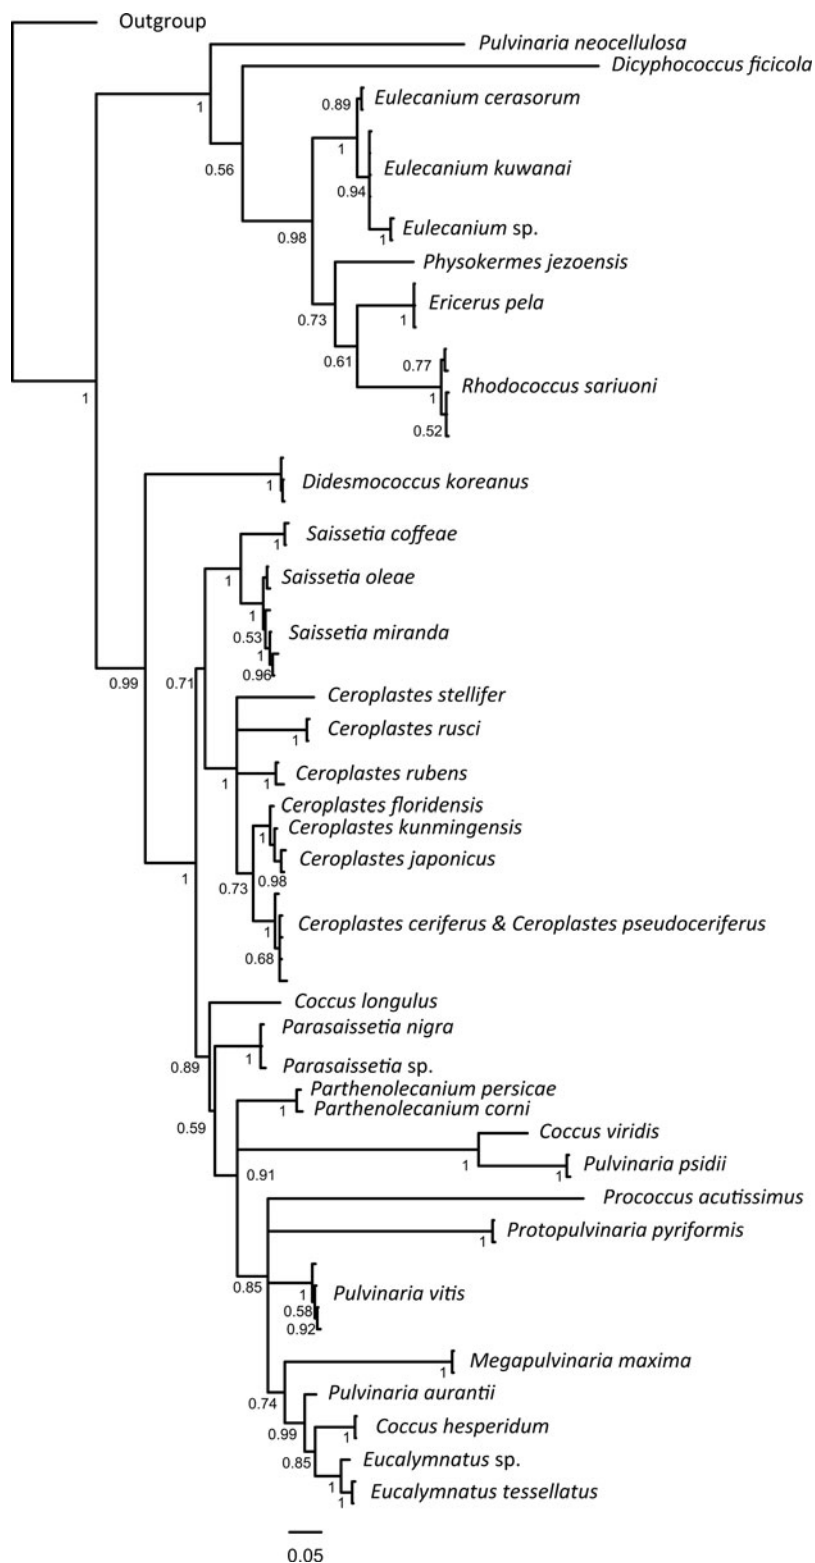 Outgroup
Pulvinaria neocellulosa
Dicyphococcus ficicola
1
0.89
Eulecanium cerasorum
1
0.56
Eulecanium kuwanai
0.94
Eulecanium sp.
1
0.98
Physokermes jezoensis
Ericerus pela
1
0.73
0.61
0.77
Rhodococcus sariuoni
1
1
0.52
Didesmococcus koreanus
1
Saissetia coffeae
1
Saissetia oleae
1
1
Saissetia miranda
0.53
1
0.96
0.99
0.71
Ceroplastes stellifer
Ceroplastes rusci
1
Ceroplastes rubens
1
1
Ceroplastes floridensis
Ceroplastes kunmingensis
1
Ceroplastes japonicus
0.98
0.73
1
Ceroplastes ceriferus & Ceroplastes pseudoceriferus
1
0.68
Coccus longulus
Parasaissetia nigra
1
Parasaissetia sp.
0.89
Parthenolecanium persicae
Parthenolecanium corni
1
0.59
Coccus viridis
Pulvinaria psidii
1
1
0.91
Prococcus acutissimus
Protopulvinaria pyriformis
1
0.85
Pulvinaria vitis
1
0.58
0.92
Megapulvinaria maxima
1
Pulvinaria aurantii
0.74
Coccus hesperidum
1
0.99
Eucalymnatus sp.
0.85
1
Eucalymnatus tessellatus
1
0.05